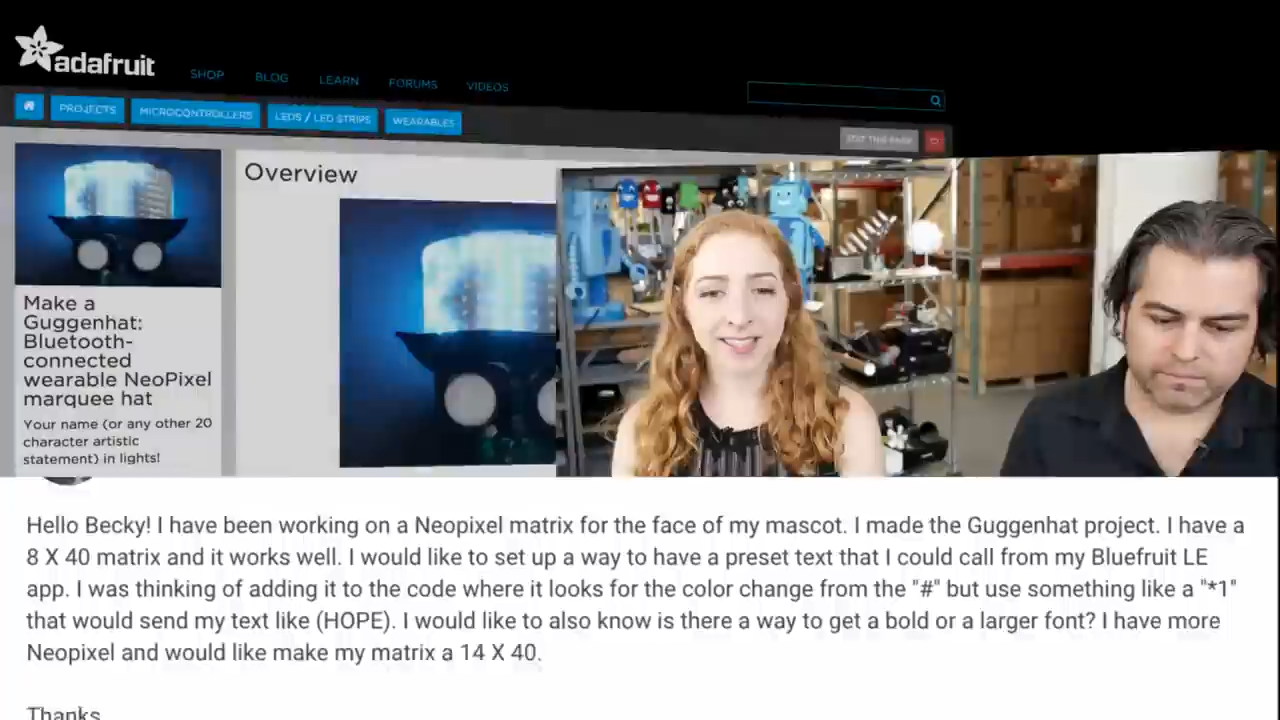 adafruit
SHOP BLOG LEARN FORUMS VIDEOS
PROJECTS MICROCONTROLLERS LEDS / LED STRIPS WEARABLES
EDIT THIS PAGE
Overview
Make a
Guggenhat:
Bluetooth-
connected
wearable NeoPixel
marquee hat
Your name (or any other 20
character artistic
statement) in lights!
Hello Becky! I have been working on a Neopixel matrix for the face of my mascot. I made the Guggenhat project. I have a
8 X 40 matrix and it works well. I would like to set up a way to have a preset text that I could call from my Bluefruit LE
app. I was thinking of adding it to the code where it looks for the color change from the "#" but use something like a "*1"
that would send my text like (HOPE). I would like to also know is there a way to get a bold or a larger font? I have more
Neopixel and would like make my matrix a 14 X 40.
Thanks